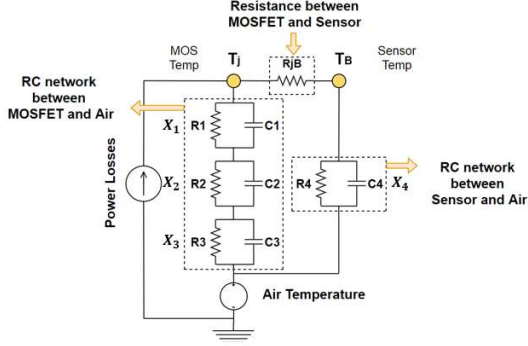 Resistance between
MOSFET and Sensor
MOS
Temp
Tj
RjB
TB
Sensor
Temp
RC network
between
MOSFET and Air
X1
R1
C1
Power Losses
X2
R2
C2
R4
C4
X4
RC network
between
Sensor and Air
X3
R3
C3
Air Temperature